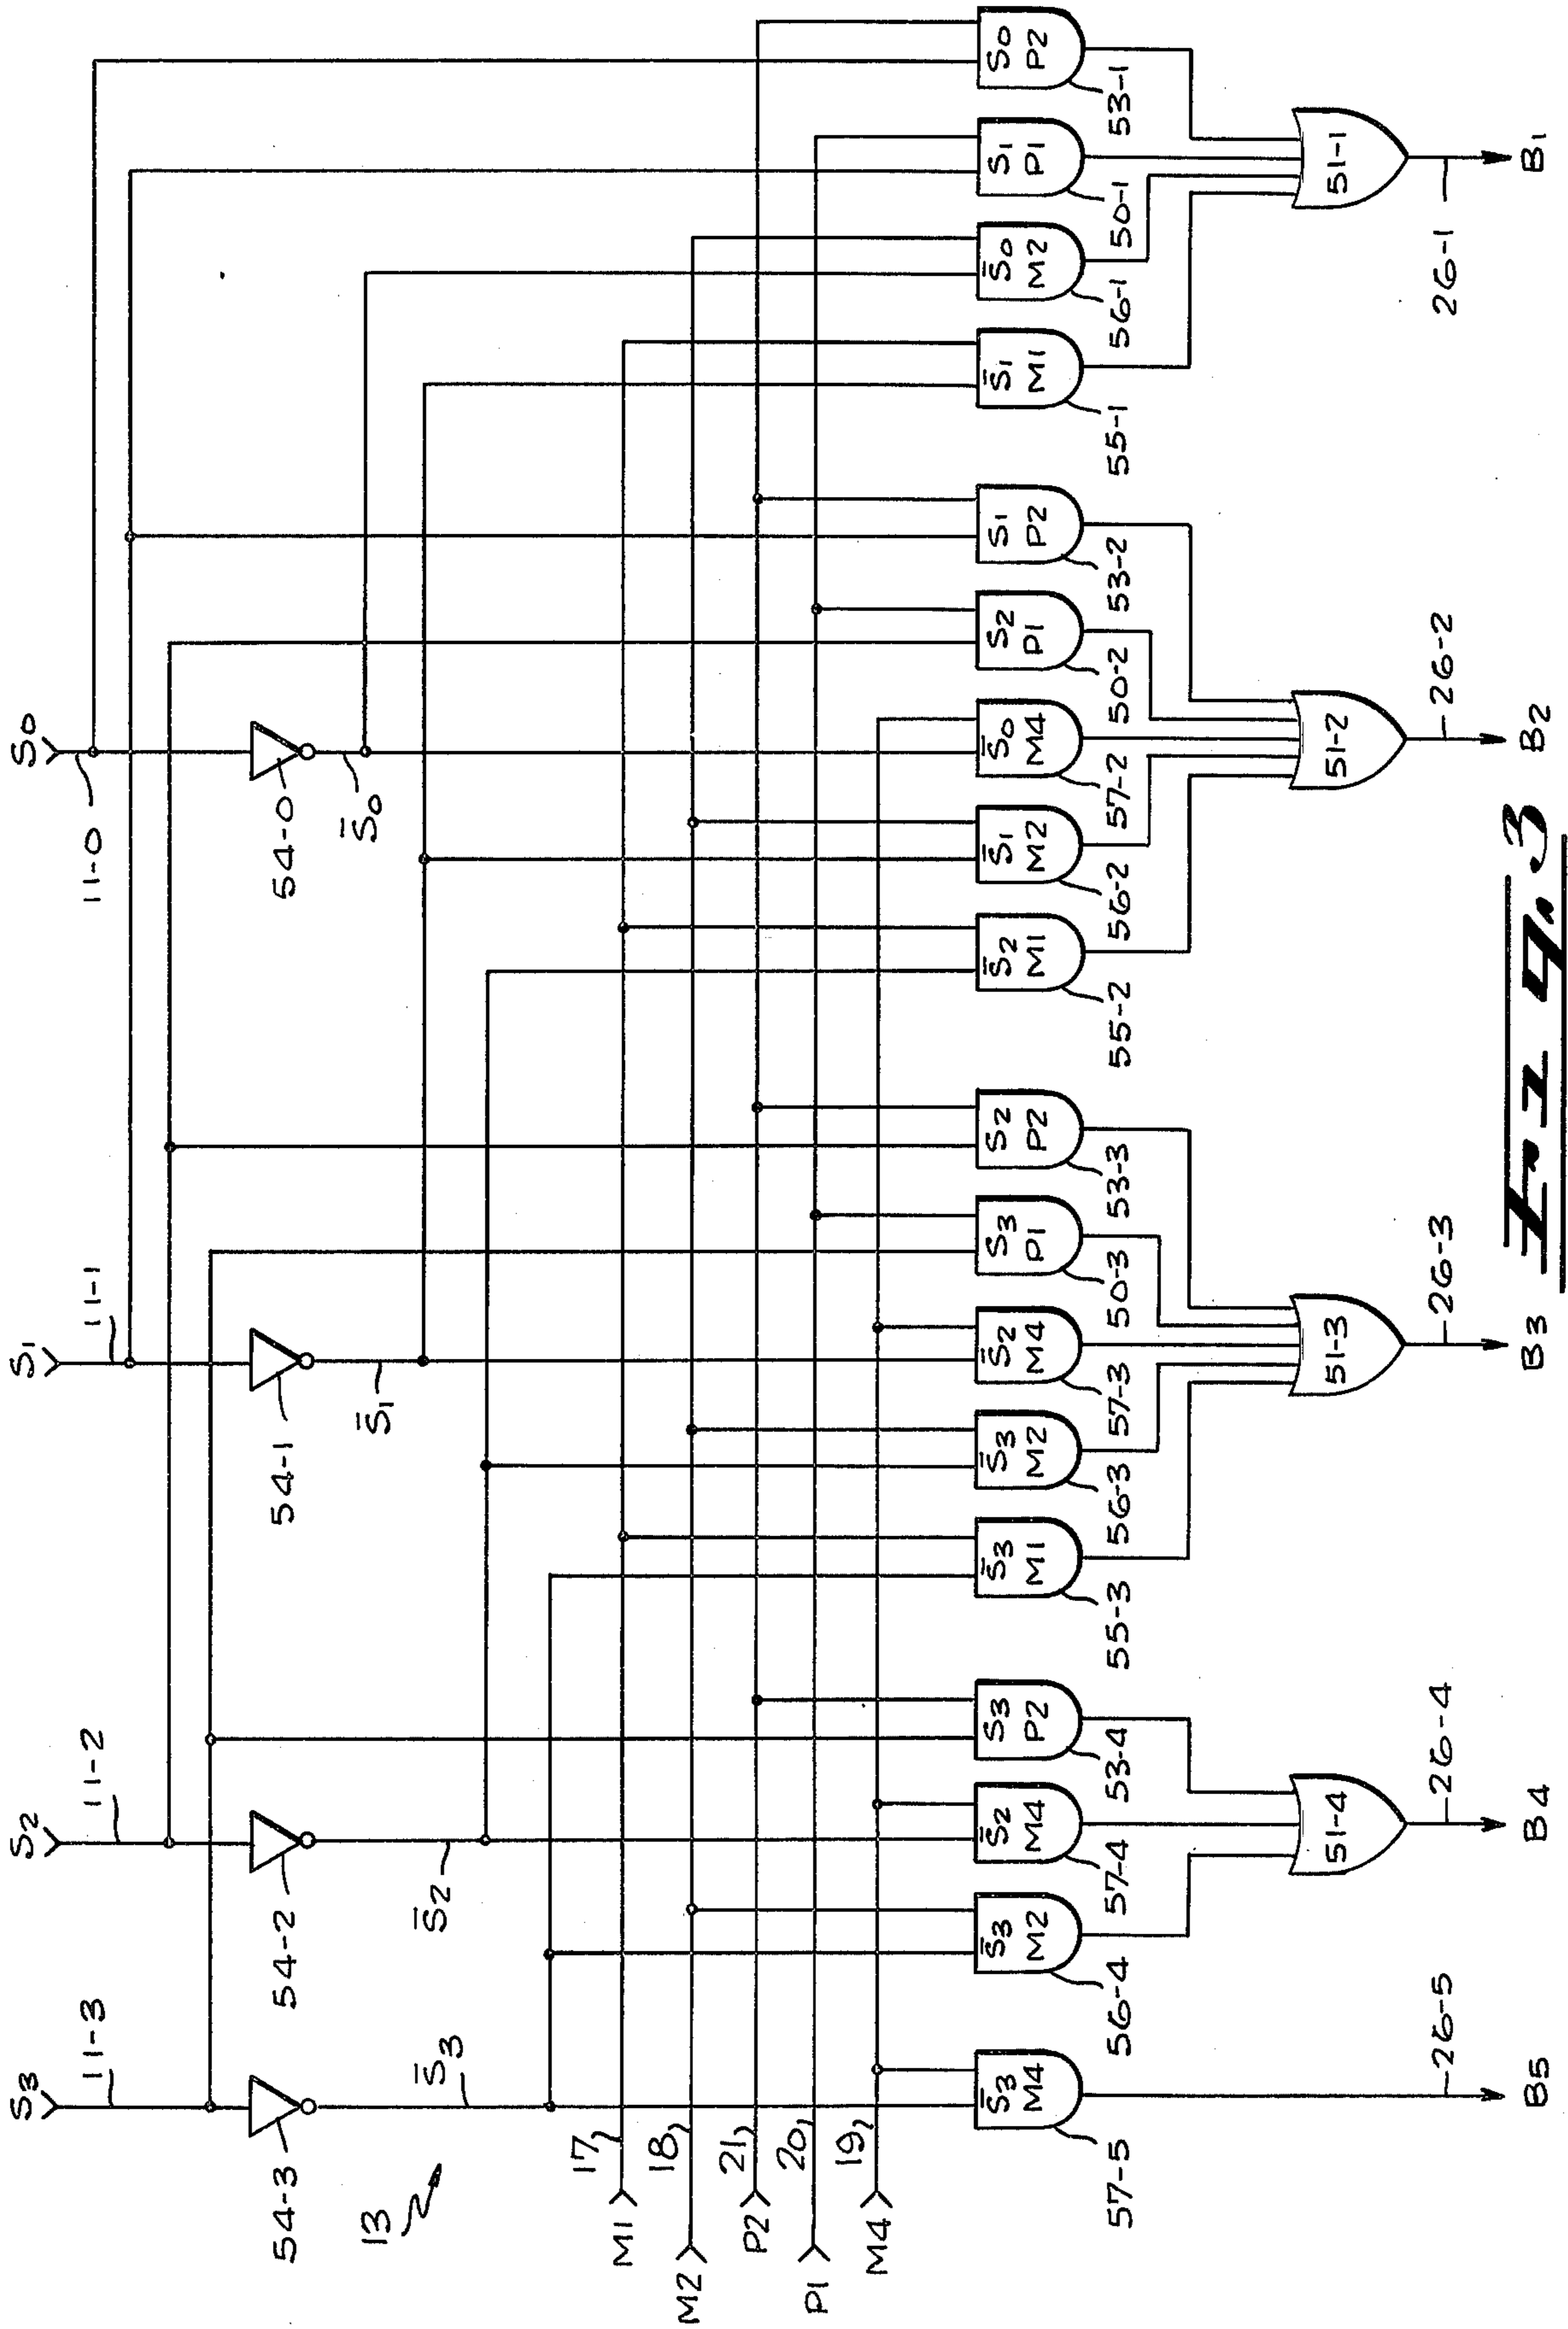 S3
S2
S1
S0
11-3
11-2
11-1
11-0
54-3
54-2
54-1
54-0
S̄3
S̄2
S̄1
S̄0
13
M1
17
M2
18
P2
21
P1
20
M4
19
S̄3 M4
S̄3 M2
S̄2 M4
S3 P2
S̄3 M1
S̄3 M2
S̄2 M4
S3 P1
S2 P2
S̄2 M1
S̄1 M2
S̄0 M4
S2 P1
S1 P2
S̄1 M1
S̄0 M2
S1 P1
S0 P2
57-5
56-4
57-4
53-4
55-3
56-3
57-3
50-3
53-3
55-2
56-2
57-2
50-2
53-2
55-1
56-1
50-1
53-1
51-4
51-3
51-2
51-1
26-5
26-4
26-3
26-2
26-1
B5
B4
B3
B2
B1
Fig. 3